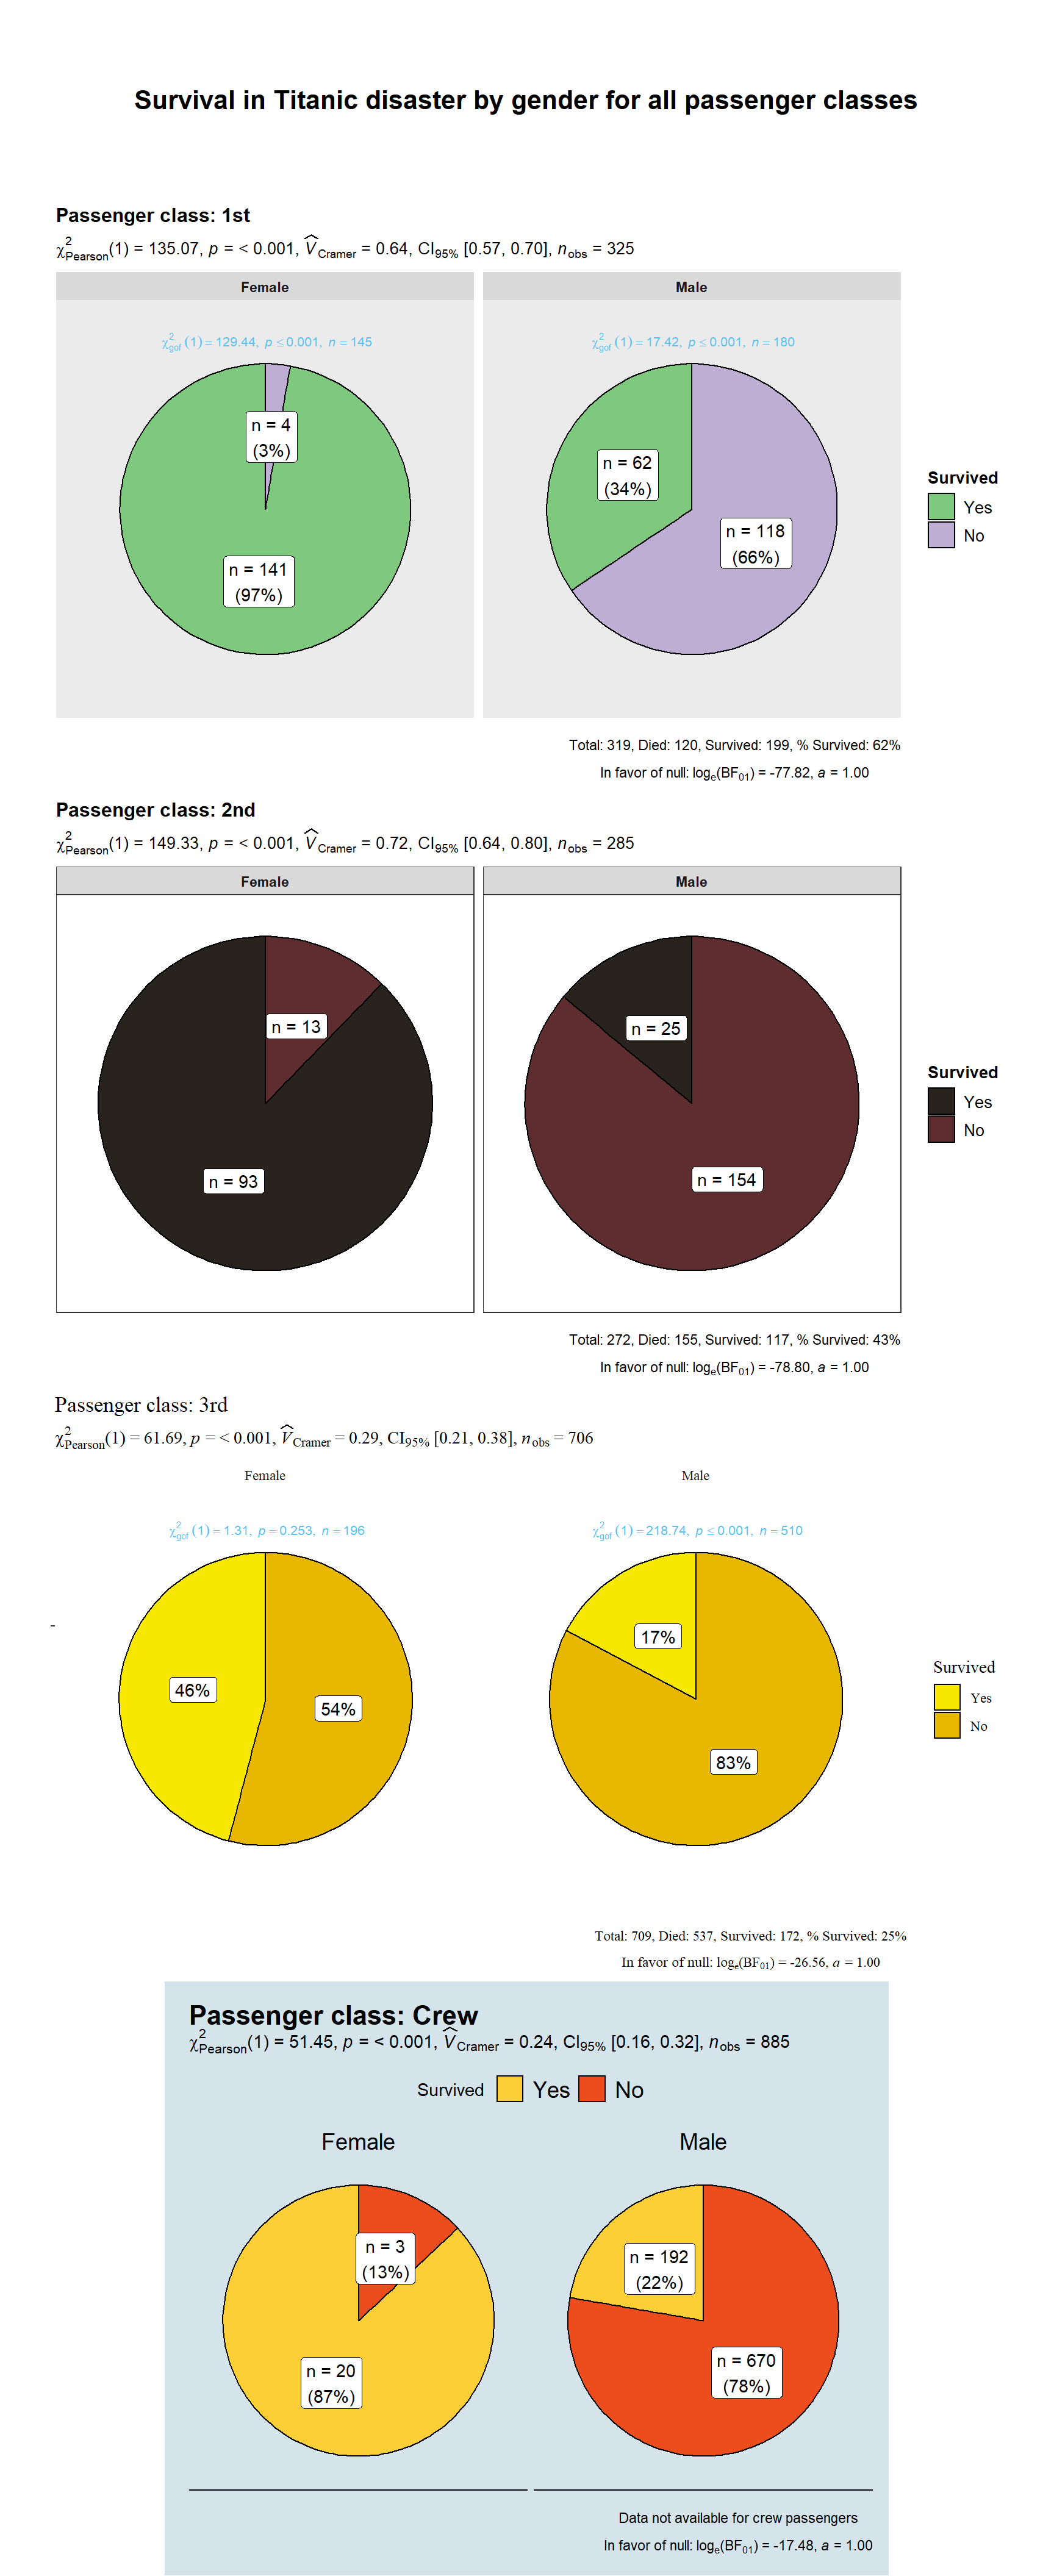 Survival in Titanic disaster by gender for all passenger classes
Passenger class: 1st
χ²Pearson(1) = 135.07, p = < 0.001, V̂Cramer = 0.64, CI95% [0.57, 0.70], nobs = 325
Female
Male
χ²gof (1) = 129.44, p ≤ 0.001, n = 145
χ²gof (1) = 17.42, p ≤ 0.001, n = 180
n = 4
(3%)
n = 141
(97%)
n = 62
(34%)
n = 118
(66%)
Survived
Yes
No
Total: 319, Died: 120, Survived: 199, % Survived: 62%
In favor of null: loge(BF01) = -77.82, a = 1.00
Passenger class: 2nd
χ²Pearson(1) = 149.33, p = < 0.001, V̂Cramer = 0.72, CI95% [0.64, 0.80], nobs = 285
Female
Male
n = 13
n = 93
n = 25
n = 154
Survived
Yes
No
Total: 272, Died: 155, Survived: 117, % Survived: 43%
In favor of null: loge(BF01) = -78.80, a = 1.00
Passenger class: 3rd
χ²Pearson(1) = 61.69, p = < 0.001, V̂Cramer = 0.29, CI95% [0.21, 0.38], nobs = 706
Female
Male
χ²gof (1) = 1.31, p = 0.253, n = 196
χ²gof (1) = 218.74, p ≤ 0.001, n = 510
46%
54%
17%
83%
Survived
Yes
No
Total: 709, Died: 537, Survived: 172, % Survived: 25%
In favor of null: loge(BF01) = -26.56, a = 1.00
Passenger class: Crew
χ²Pearson(1) = 51.45, p = < 0.001, V̂Cramer = 0.24, CI95% [0.16, 0.32], nobs = 885
Survived Yes No
Female
Male
n = 3
(13%)
n = 20
(87%)
n = 192
(22%)
n = 670
(78%)
Data not available for crew passengers
In favor of null: loge(BF01) = -17.48, a = 1.00